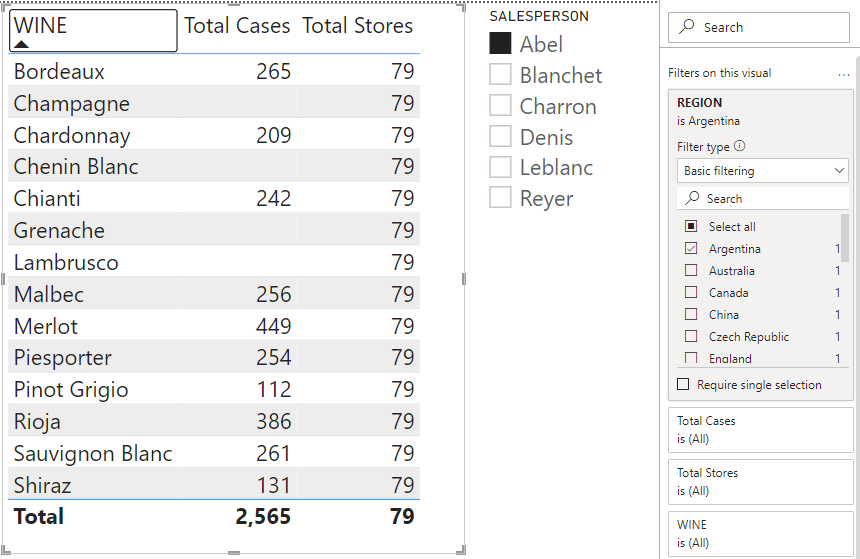 WINE Total Cases Total Stores
Bordeaux 265 79
Champagne 79
Chardonnay 209 79
Chenin Blanc 79
Chianti 242 79
Grenache 79
Lambrusco 79
Malbec 256 79
Merlot 449 79
Piesporter 254 79
Pinot Grigio 112 79
Rioja 386 79
Sauvignon Blanc 261 79
Shiraz 131 79
Total 2,565 79
SALESPERSON
Abel
Blanchet
Charron
Denis
Leblanc
Reyer
Search
Filters on this visual ...
REGION
is Argentina
Filter type
Basic filtering
Search
Select all
Argentina 1
Australia 1
Canada 1
China 1
Czech Republic 1
England 1
Require single selection
Total Cases
is (All)
Total Stores
is (All)
WINE
is (All)